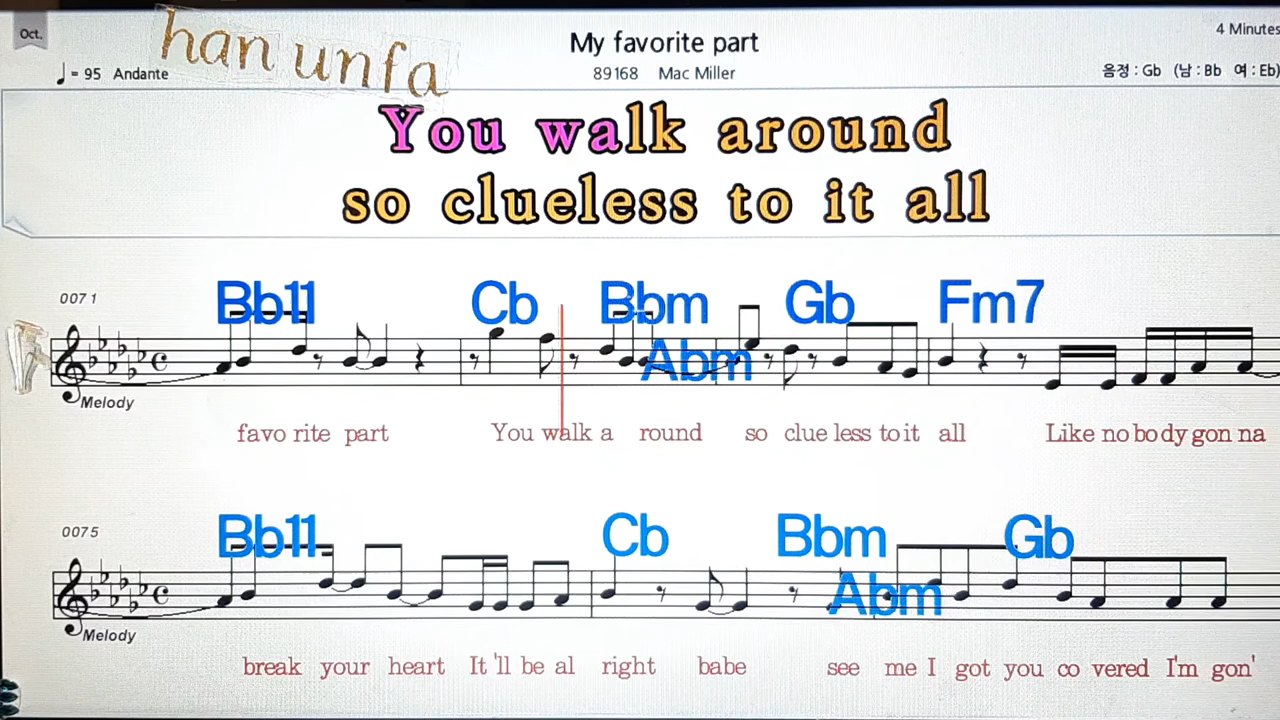 Oct.
han unfa
My favorite part
4 Minutes
♩= 95 Andante
89168 Mac Miller
음정 : Gb (남 : Bb 여 : Eb)
You walk around
so clueless to it all
0071
Bb11 Cb Bbm Gb Fm7
Abm
Melody
favo rite part You walk a round so clue less to it all Like no bo dy gon na
0075
Bb11 Cb Bbm Gb
Abm
Melody
break your heart It 'll be al right babe see me I got you co vered I'm gon'